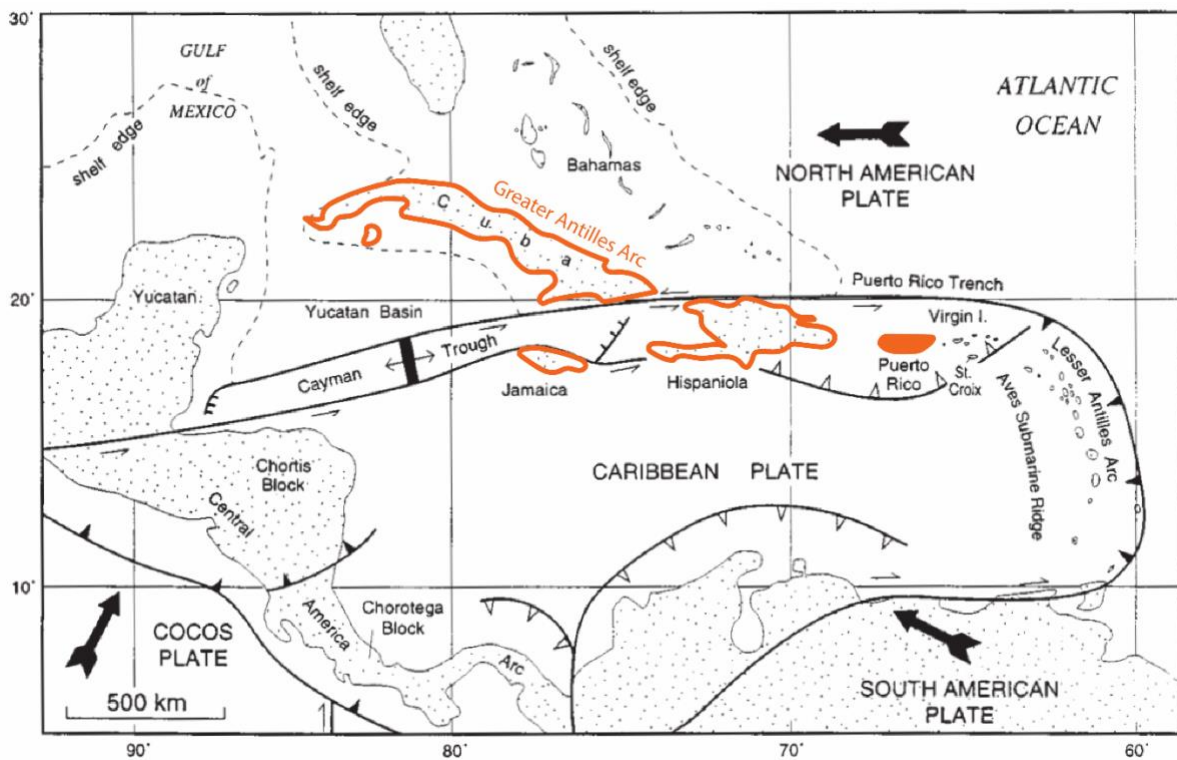 30°
GULF
of
MEXICO
shelf edge
shelf edge
shelf edge
ATLANTIC
OCEAN
Bahamas
NORTH AMERICAN
PLATE
Greater Antilles Arc
Cuba
20°
Yucatan
Yucatan Basin
Puerto Rico Trench
Virgin I.
Cayman
Trough
Jamaica
Hispaniola
Puerto
Rico
St.
Croix
Lesser
Antilles Arc
Aves Submarine Ridge
Chortis
Block
CARIBBEAN PLATE
Central
America
Arc
10°
Chorotega
Block
COCOS
PLATE
500 km
SOUTH AMERICAN
PLATE
90°
80°
70°
60°